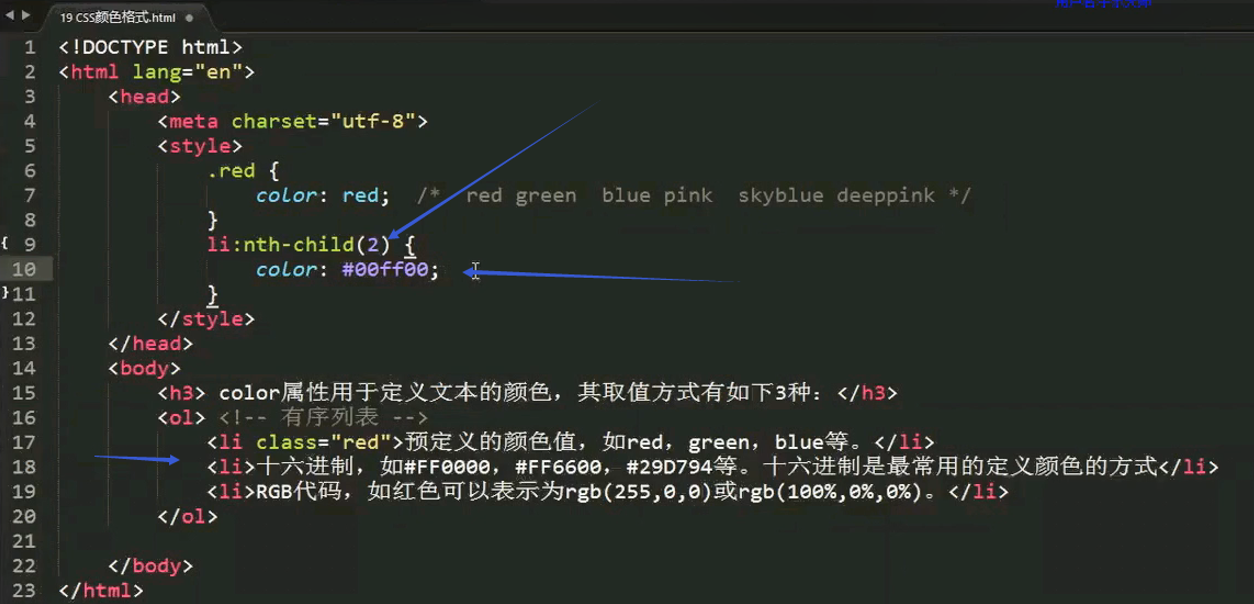 19 CSS颜色格式.html
1 <!DOCTYPE html>
2 <html lang="en">
3 <head>
4 <meta charset="utf-8">
5 <style>
6 .red {
7 color: red; /* red green blue pink skyblue deeppink */
8 }
{ 9 li:nth-child(2) {
10 color: #00ff00;
} 11 }
12 </style>
13 </head>
14 <body>
15 <h3> color属性用于定义文本的颜色，其取值方式有如下3种：</h3>
16 <ol> <!-- 有序列表 -->
17 <li class="red">预定义的颜色值，如red，green，blue等。</li>
18 <li>十六进制，如#FF0000，#FF6600，#29D794等。十六进制是最常用的定义颜色的方式</li>
19 <li>RGB代码，如红色可以表示为rgb(255,0,0)或rgb(100%,0%,0%)。</li>
20 </ol>
21
22 </body>
23 </html>